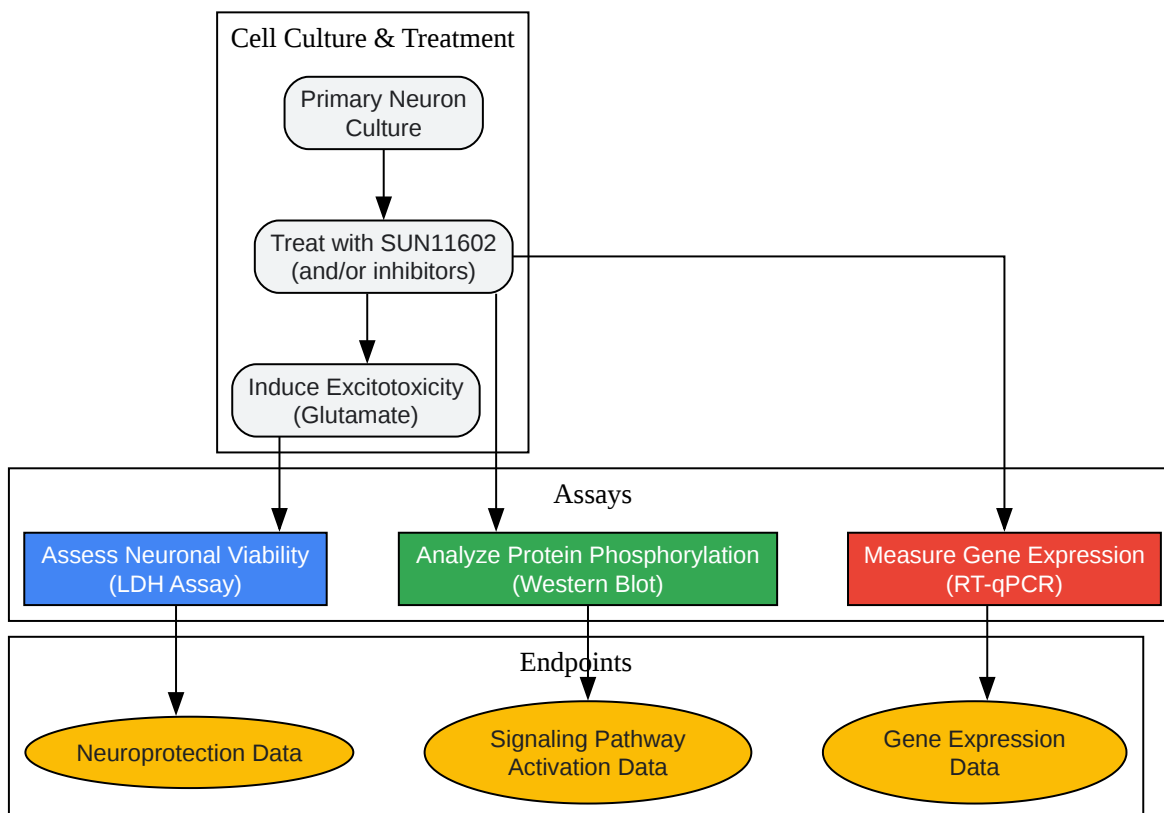 Cell Culture & Treatment
Primary Neuron
Culture
Treat with SUN11602
(and/or inhibitors)
Induce Excitotoxicity
(Glutamate)
Assays
Assess Neuronal Viability
(LDH Assay)
Analyze Protein Phosphorylation
(Western Blot)
Measure Gene Expression
(RT-qPCR)
Endpoints
Neuroprotection Data
Signaling Pathway
Activation Data
Gene Expression
Data